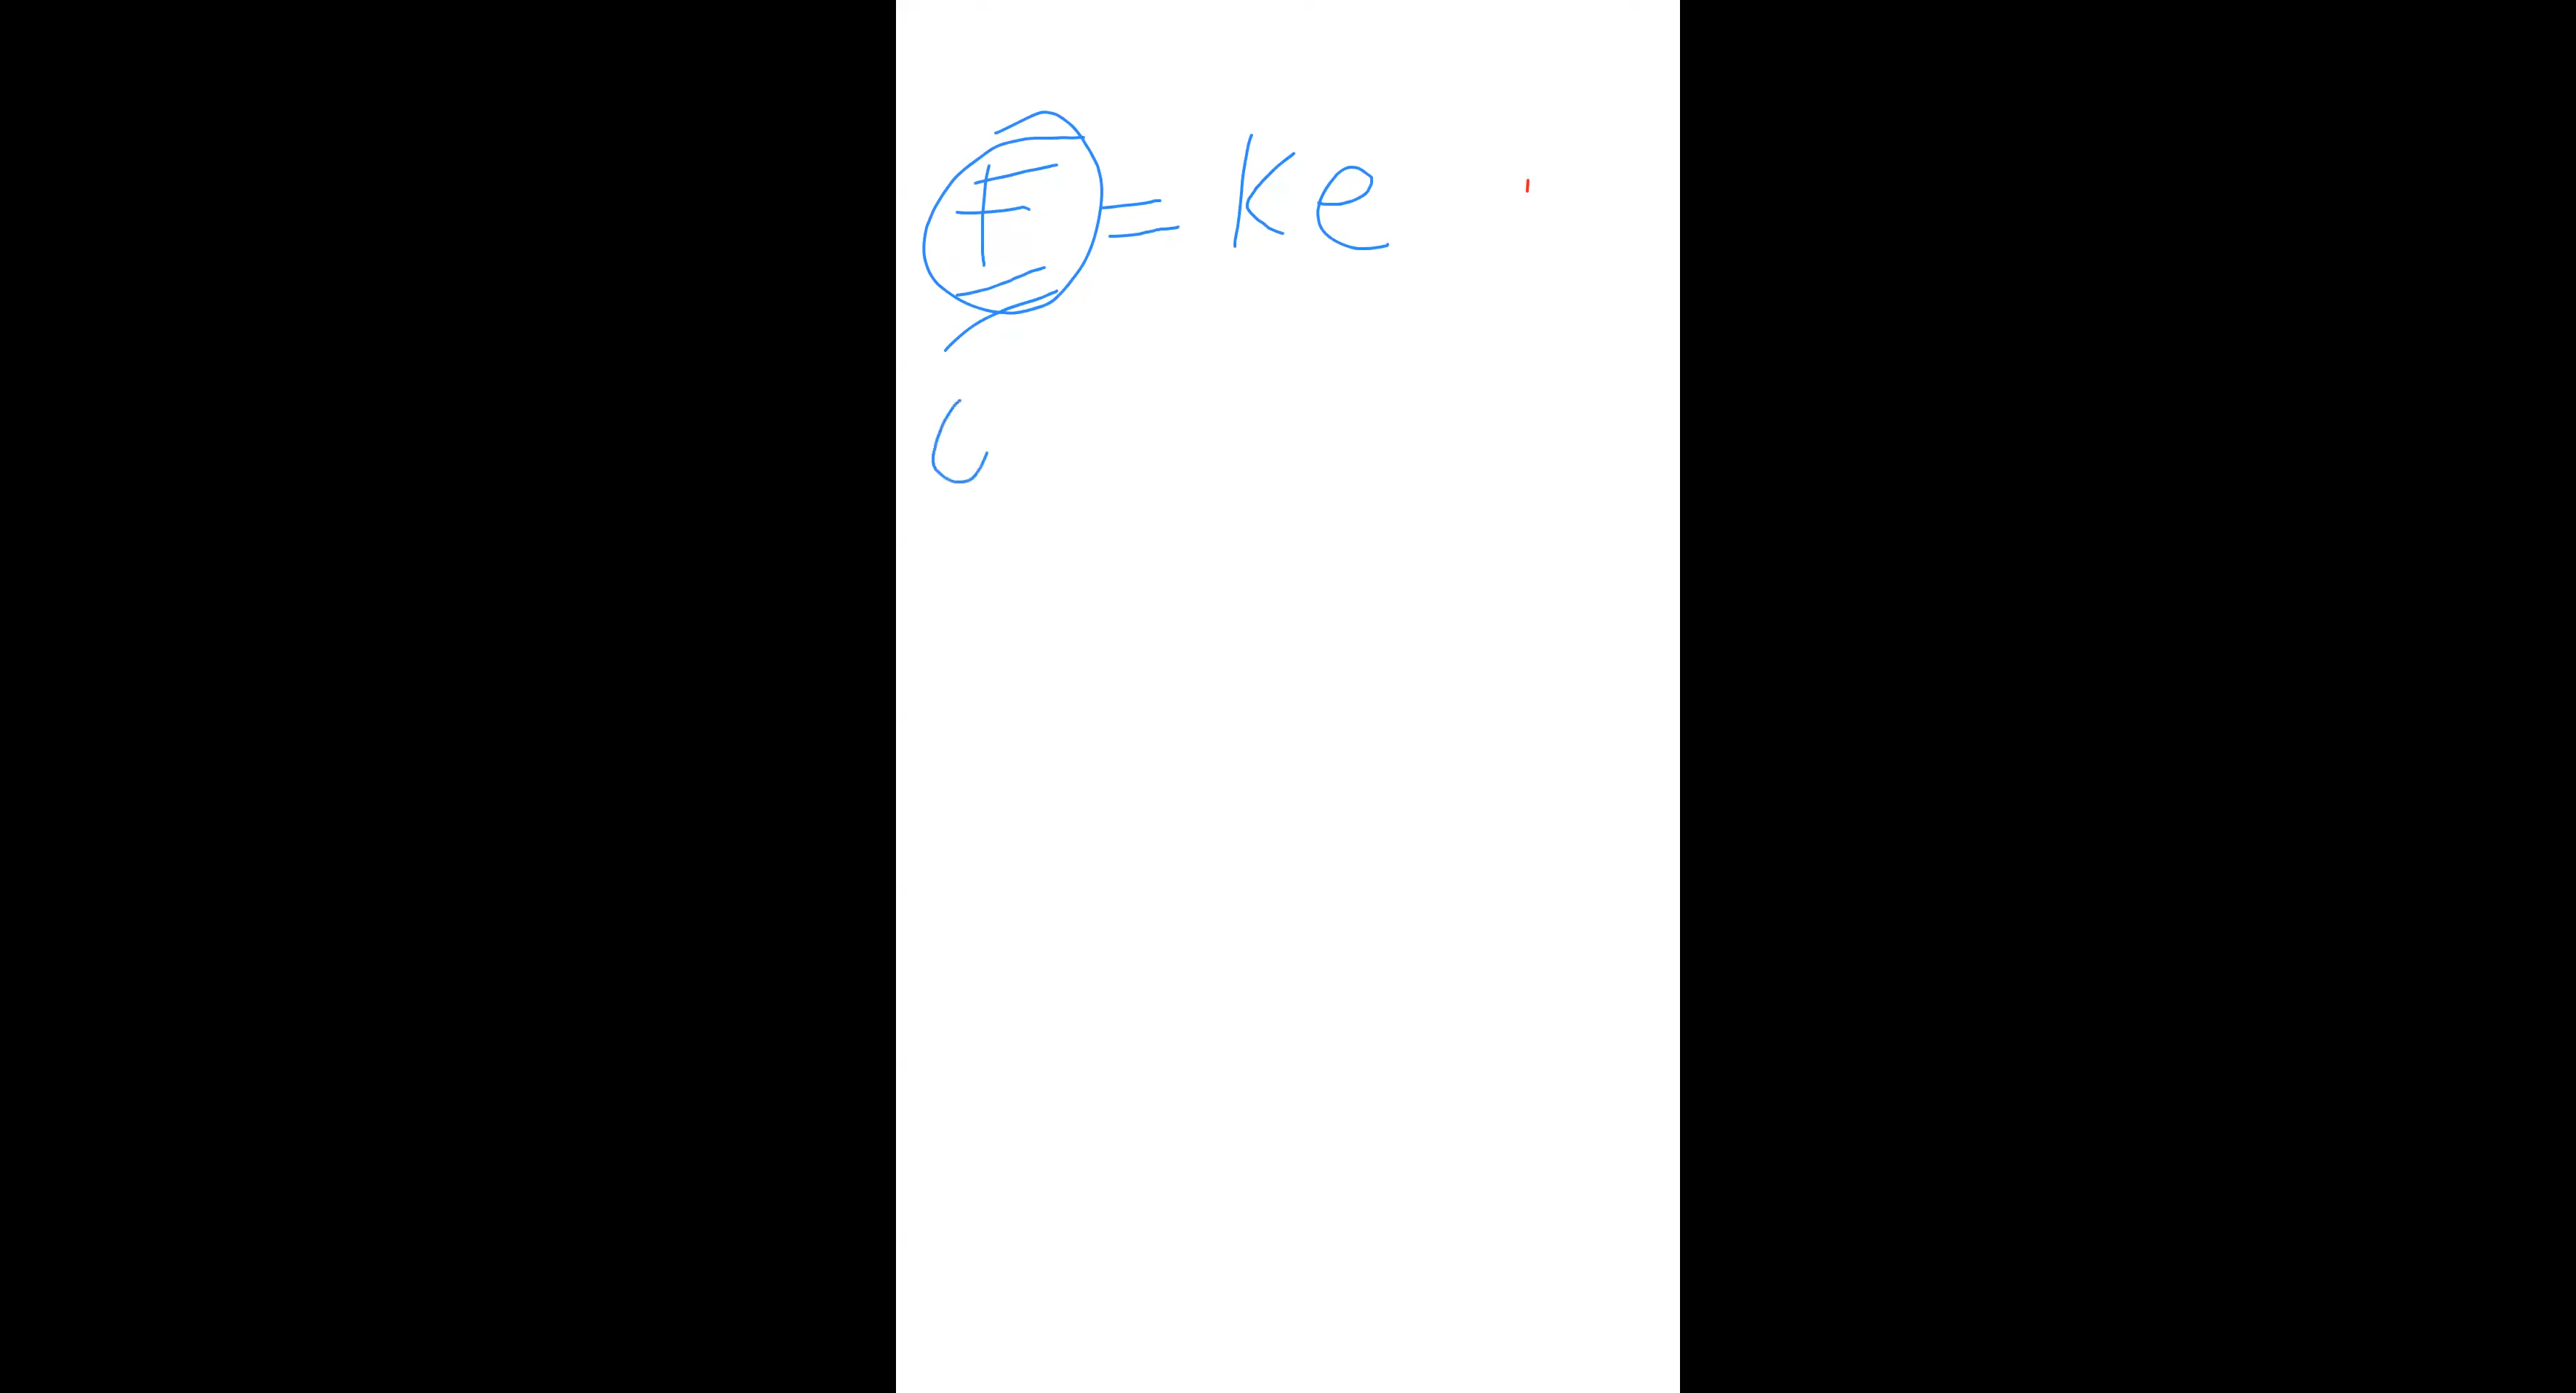 F = ke